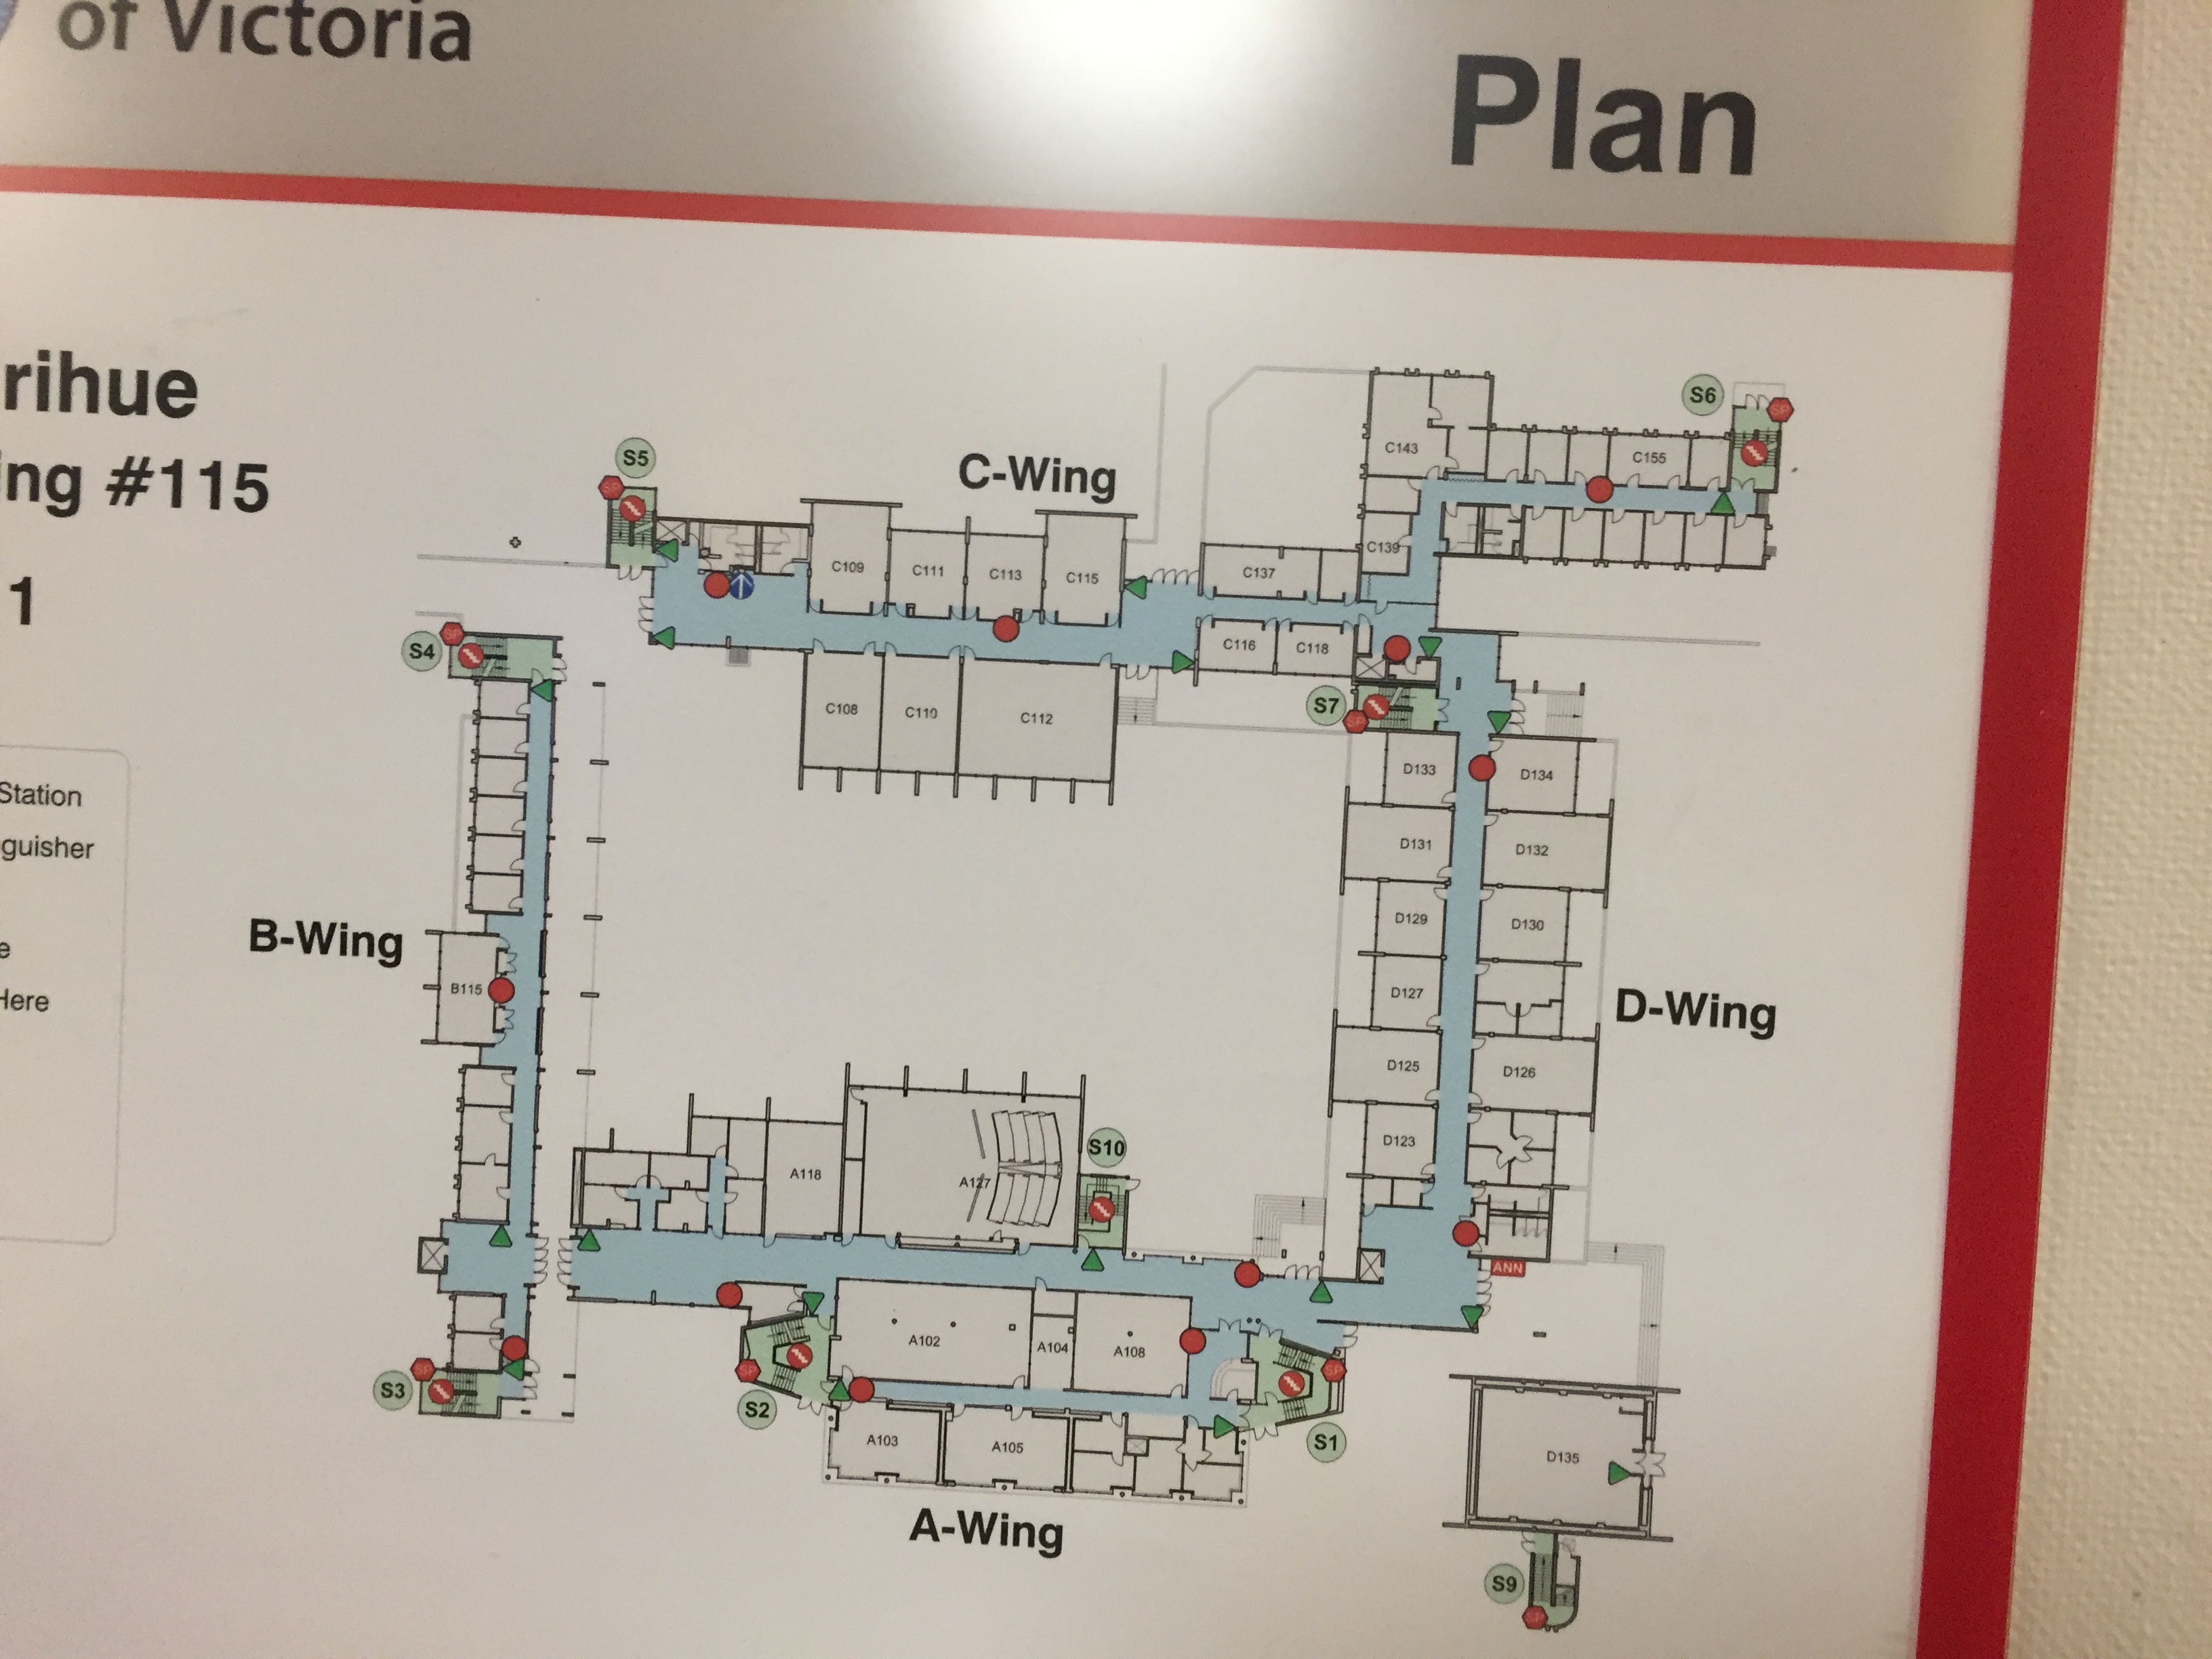 of Victoria
Plan
rihue
ing #115
1
Station
guisher
e
Here
C-Wing
B-Wing
D-Wing
A-Wing
S5
S6
S4
S7
S10
S3
S2
S1
S9
C143
C155
C139
C137
C109
C111
C113
C115
C116
C118
C108
C110
C112
D133
D134
D131
D132
D129
D130
D127
D125
D126
D123
B115
A118
A127
A102
A104
A108
A103
A105
D135
ANN
SP
SP
SP
SP
SP
SP
SP
SP